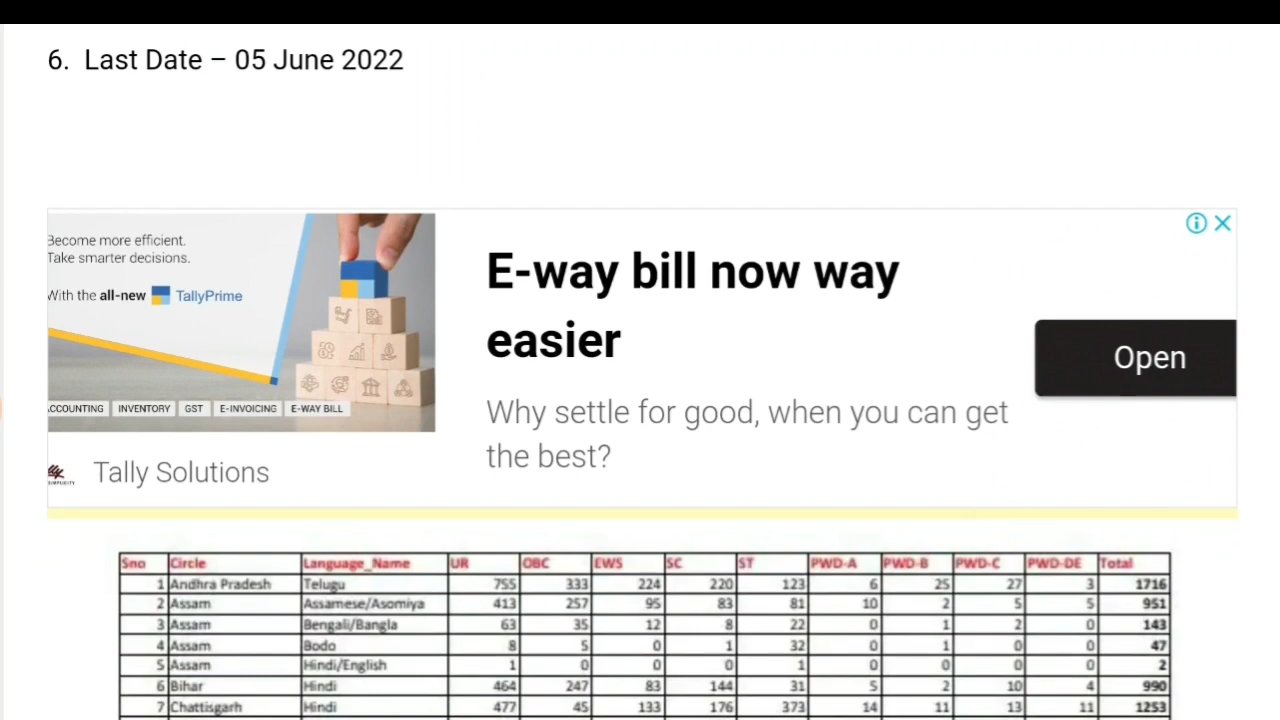 6. Last Date – 05 June 2022
Become more efficient.
Take smarter decisions.
With the all-new TallyPrime
CCOUNTING INVENTORY GST E-INVOICING E-WAY BILL
Tally Solutions
E-way bill now way
easier
Why settle for good, when you can get
the best?
Open
Sno Circle Language_Name UR OBC EWS SC ST PWD-A PWD-B PWD-C PWD-DE Total
1 Andhra Pradesh Telugu 755 333 224 220 123 6 25 27 3 1716
2 Assam Assamese/Asomiya 413 257 95 83 81 10 2 5 5 951
3 Assam Bengali/Bangla 63 35 12 8 22 0 1 2 0 143
4 Assam Bodo 8 5 0 1 32 0 1 0 0 47
5 Assam Hindi/English 1 0 0 0 1 0 0 0 0 2
6 Bihar Hindi 464 247 83 144 31 5 2 10 4 990
7 Chattisgarh Hindi 477 45 133 176 373 14 11 13 11 1253